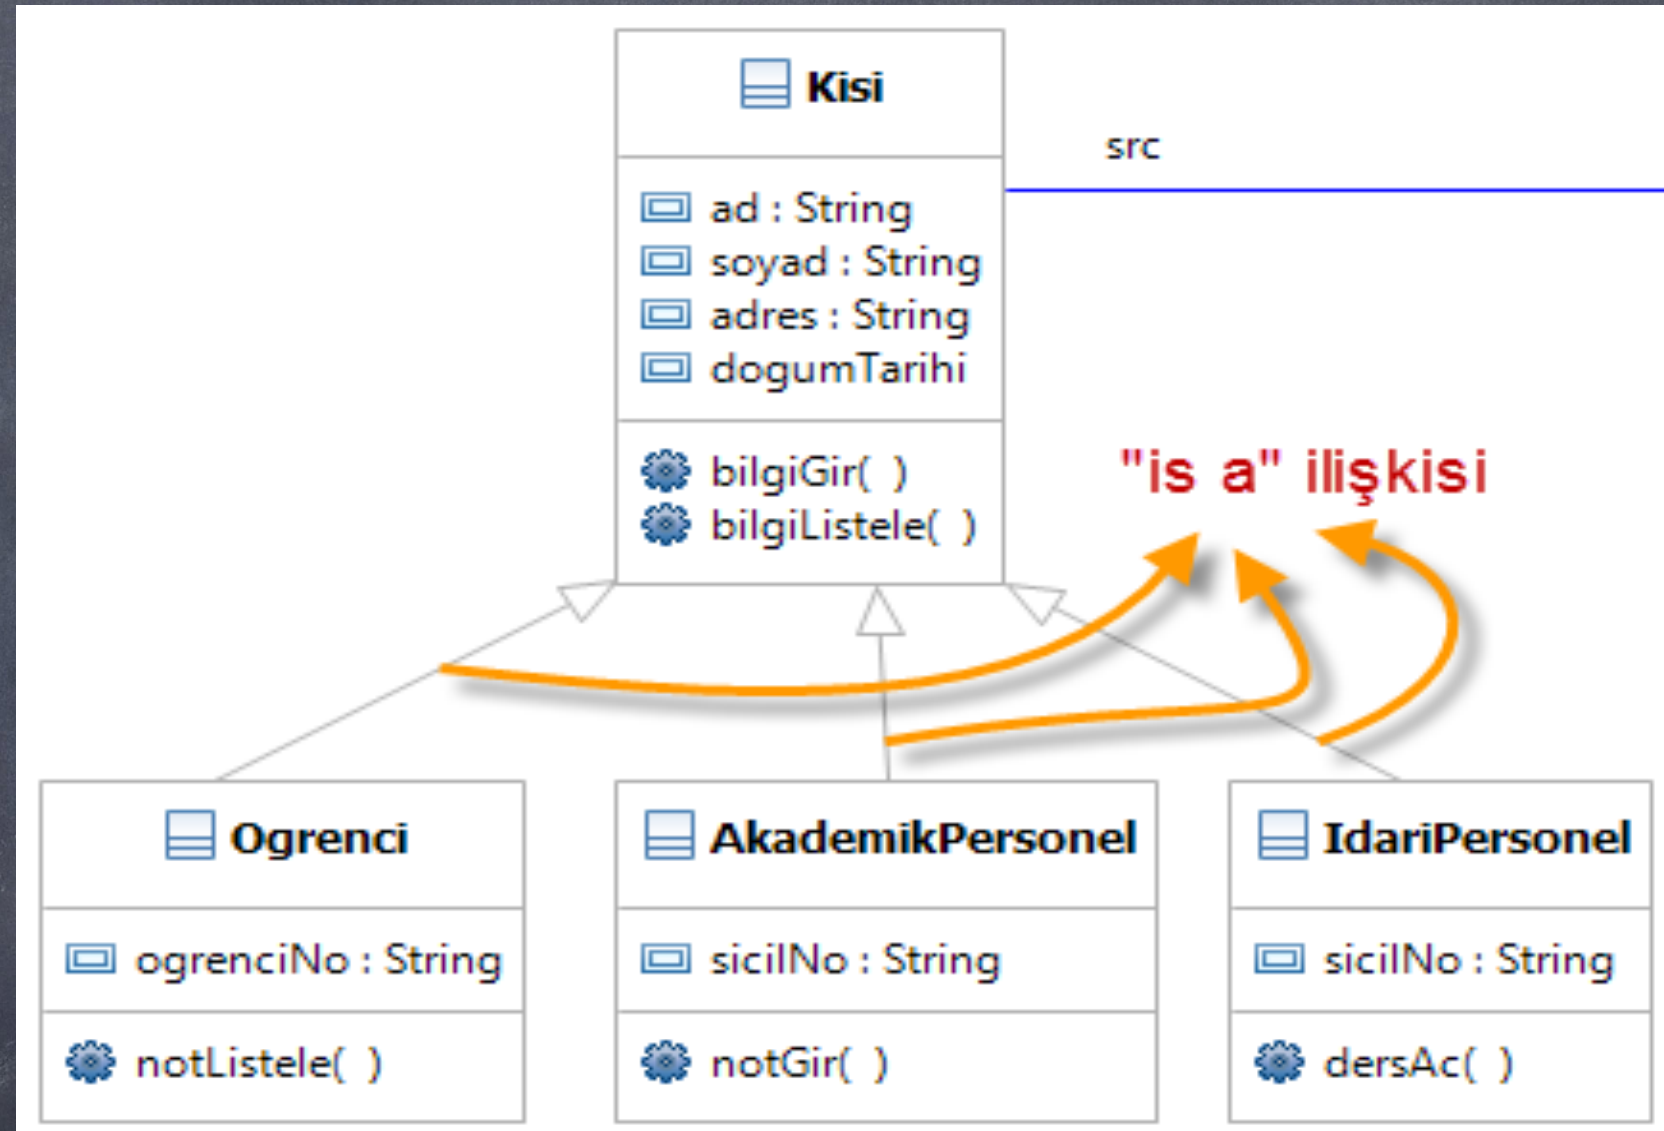 Kisi
src
ad : String
soyad : String
adres : String
dogumTarihi
bilgiGir( )
bilgiListele( )
"is a" ilişkisi
Ogrenci
ogrenciNo : String
notListele( )
AkademikPersonel
sicilNo : String
notGir( )
IdariPersonel
sicilNo : String
dersAc( )